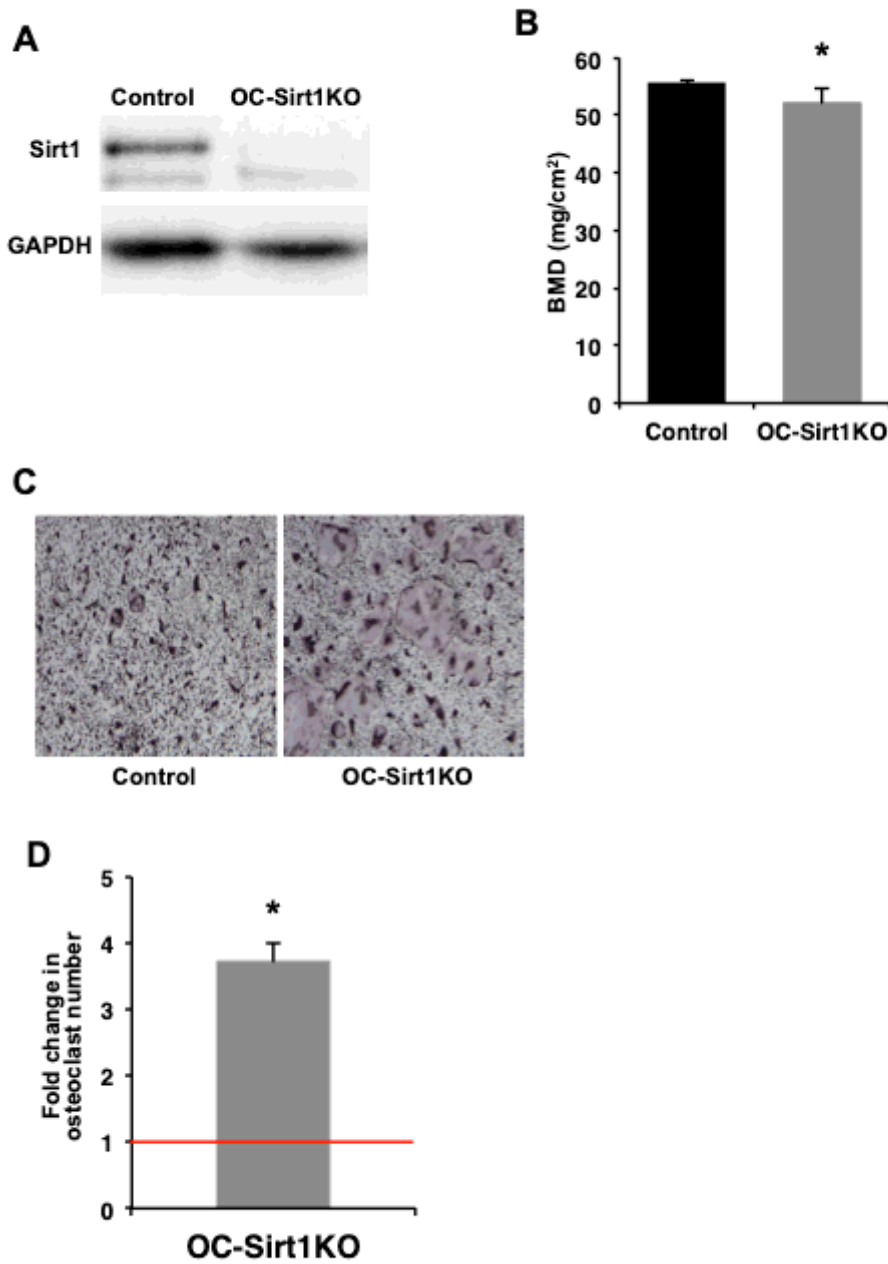 A
Control OC-Sirt1KO
Sirt1
GAPDH
B
*
60
50
40
30
20
10
0
BMD (mg/cm²)
Control OC-Sirt1KO
C
Control OC-Sirt1KO
D
*
5
4
3
2
1
0
Fold change in
osteoclast number
OC-Sirt1KO